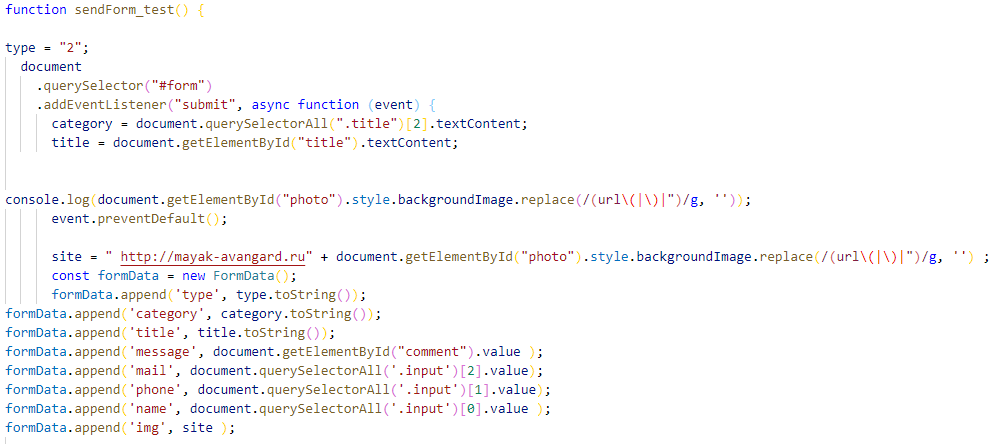 function sendForm_test() {
type = "2";
document
.querySelector("#form")
.addEventListener("submit", async function (event) {
category = document.querySelectorAll(".title")[2].textContent;
title = document.getElementById("title").textContent;
console.log(document.getElementById("photo").style.backgroundImage.replace(/(url\(|\)|")/g, ''));
event.preventDefault();
site = " http://mayak-avangard.ru" + document.getElementById("photo").style.backgroundImage.replace(/(url\(|\)|")/g, '') ;
const formData = new FormData();
formData.append('type', type.toString());
formData.append('category', category.toString());
formData.append('title', title.toString());
formData.append('message', document.getElementById("comment").value );
formData.append('mail', document.querySelectorAll('.input')[2].value);
formData.append('phone', document.querySelectorAll('.input')[1].value);
formData.append('name', document.querySelectorAll('.input')[0].value );
formData.append('img', site );